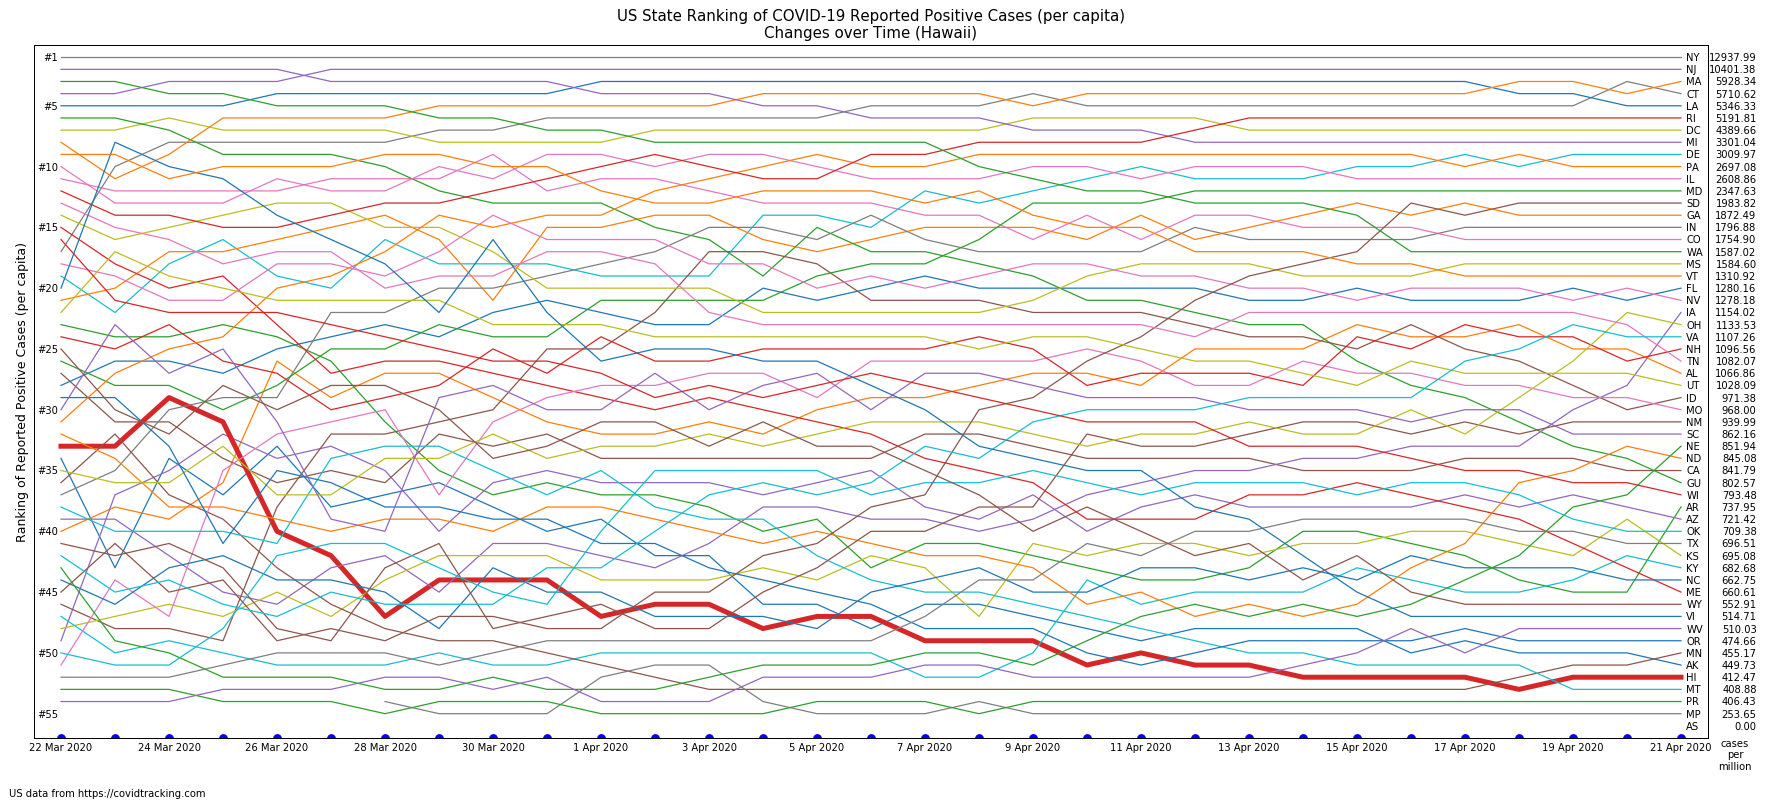 US State Ranking of COVID-19 Reported Positive Cases (per capita)
Changes over Time (Hawaii)
Ranking of Reported Positive Cases (per capita)
#1
#5
#10
#15
#20
#25
#30
#35
#40
#45
#50
#55
NY 12937.99
NJ 10401.38
MA 5928.34
CT 5710.62
LA 5346.33
RI 5191.81
DC 4389.66
MI 3301.04
DE 3009.97
PA 2697.08
IL 2608.86
MD 2347.63
SD 1983.82
GA 1872.49
IN 1796.88
CO 1754.90
WA 1587.02
MS 1584.60
VT 1310.92
FL 1280.16
NV 1278.18
IA 1154.02
OH 1133.53
VA 1107.26
NH 1096.56
TN 1082.07
AL 1066.86
UT 1028.09
ID 971.38
MO 968.00
NM 939.99
SC 862.16
NE 851.94
ND 845.08
CA 841.79
GU 802.57
WI 793.48
AR 737.95
AZ 721.42
OK 709.38
TX 696.51
KS 695.08
KY 682.68
NC 662.75
ME 660.61
WY 552.91
VI 514.71
WV 510.03
OR 474.66
MN 455.17
AK 449.73
HI 412.47
MT 408.88
PR 406.43
MP 253.65
AS 0.00
22 Mar 2020 24 Mar 2020 26 Mar 2020 28 Mar 2020 30 Mar 2020 1 Apr 2020 3 Apr 2020 5 Apr 2020 7 Apr 2020 9 Apr 2020 11 Apr 2020 13 Apr 2020 15 Apr 2020 17 Apr 2020 19 Apr 2020 21 Apr 2020
cases
per
million
US data from https://covidtracking.com